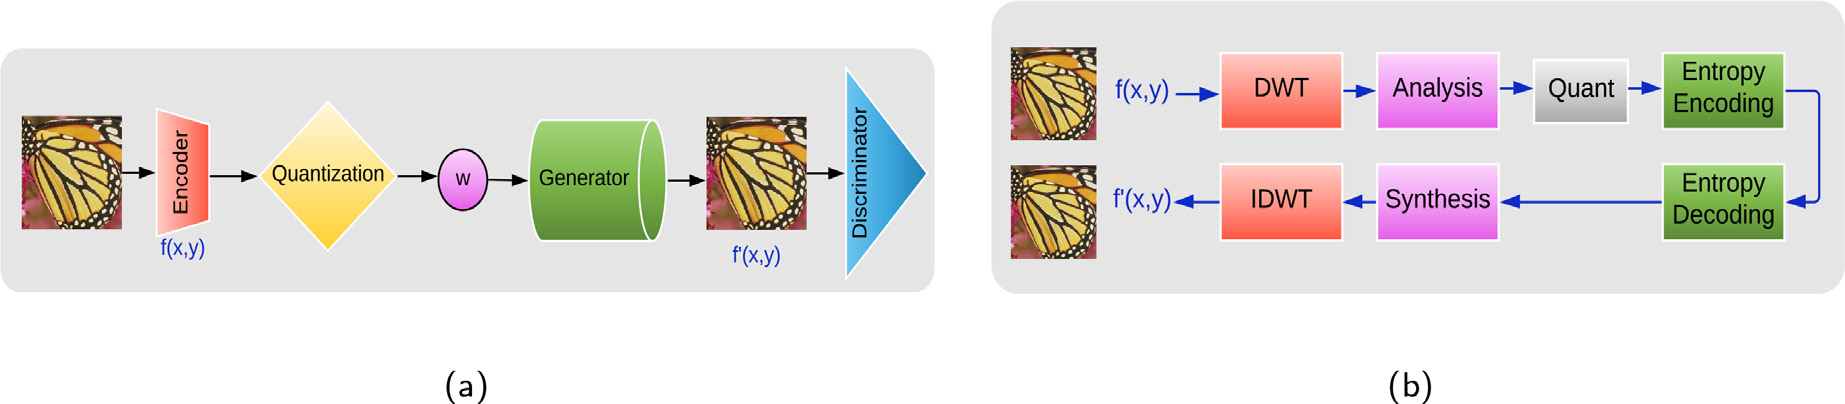 Encoder
f(x,y)
Quantization
w
Generator
f'(x,y)
Discriminator
(a)
f(x,y)
DWT
Analysis
Quant
Entropy
Encoding
f'(x,y)
IDWT
Synthesis
Entropy
Decoding
(b)